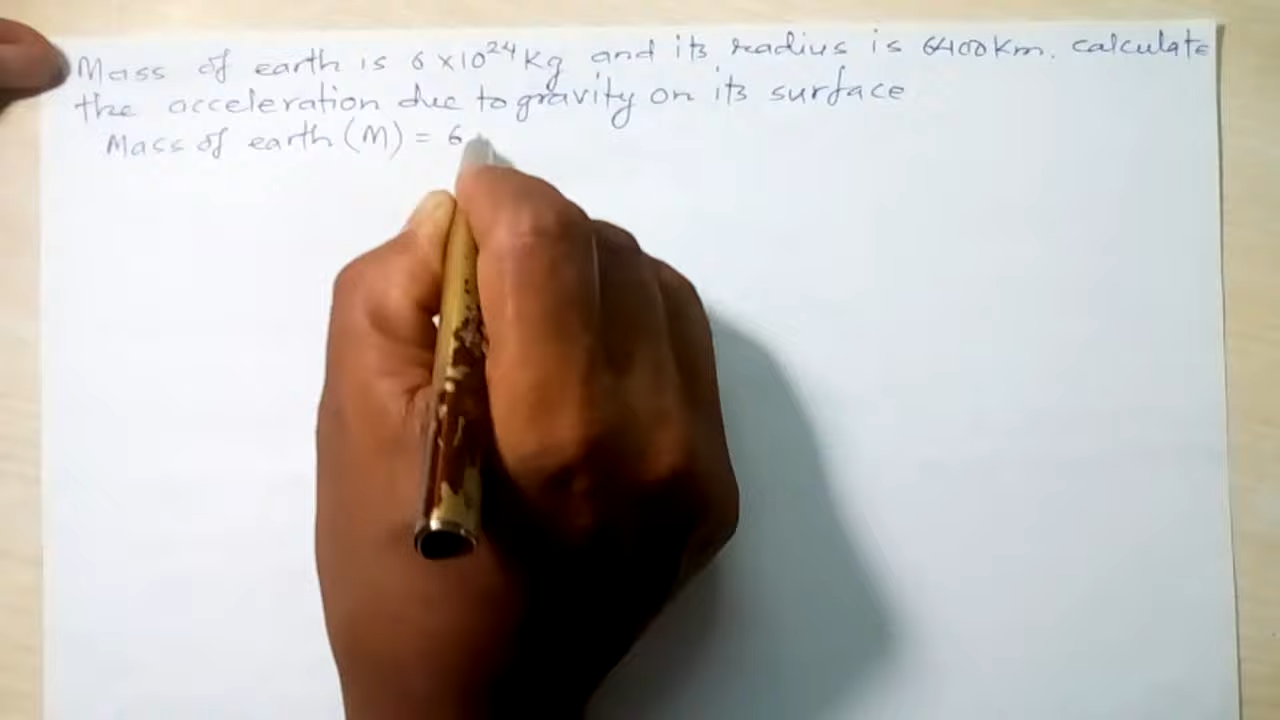 Mass of earth is 6 ×10²⁴ kg and its radius is 6400 km. calculate
the acceleration due to gravity on its surface
Mass of earth (M) = 6